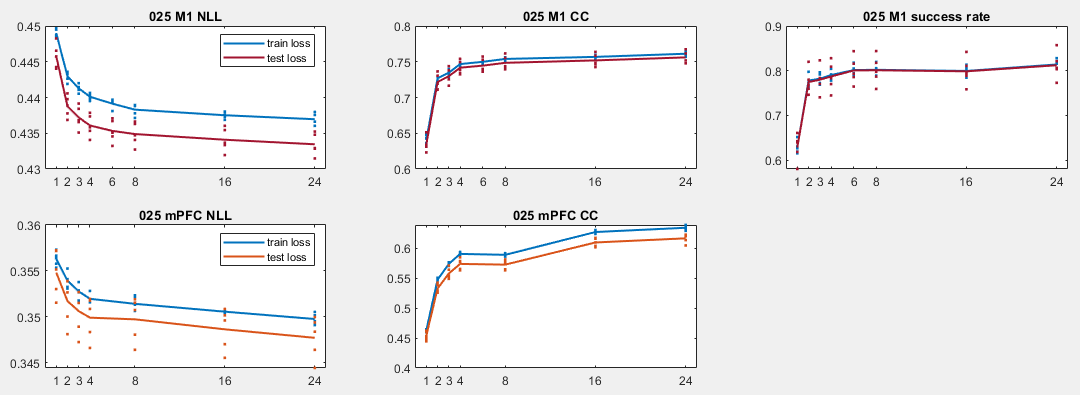 025 M1 NLL
0.45
0.445
0.44
0.435
0.43
train loss
test loss
1 2 3 4 6 8 16 24
025 M1 CC
0.8
0.75
0.7
0.65
0.6
1 2 3 4 6 8 16 24
025 M1 success rate
0.9
0.8
0.7
0.6
1 2 3 4 6 8 16 24
025 mPFC NLL
0.36
0.355
0.35
0.345
train loss
test loss
1 2 3 4 6 8 16 24
025 mPFC CC
0.6
0.55
0.5
0.45
0.4
1 2 3 4 6 8 16 24